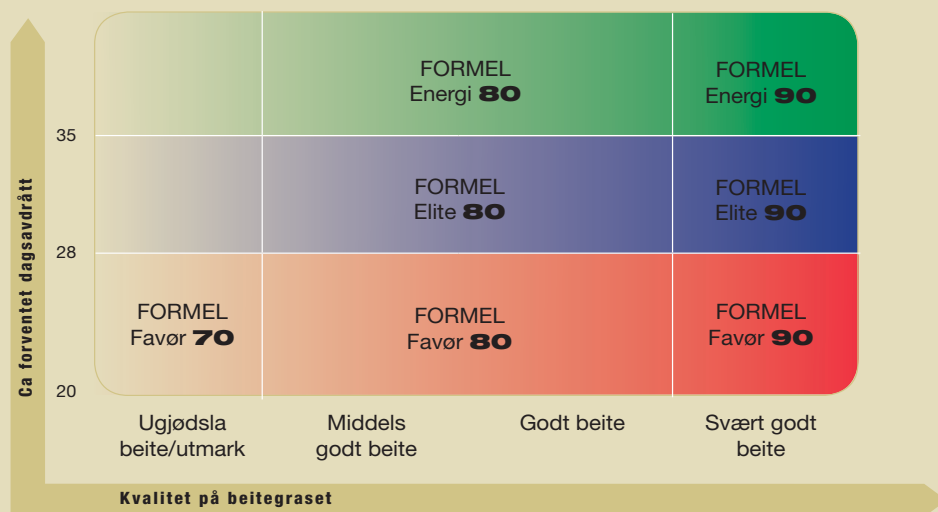 Ca forventet dagsavdrått
35
28
20
FORMEL
Energi 80
FORMEL
Energi 90
FORMEL
Elite 80
FORMEL
Elite 90
FORMEL
Favør 70
FORMEL
Favør 80
FORMEL
Favør 90
Ugjødsla
beite/utmark
Middels
godt beite
Godt beite
Svært godt
beite
Kvalitet på beitegraset